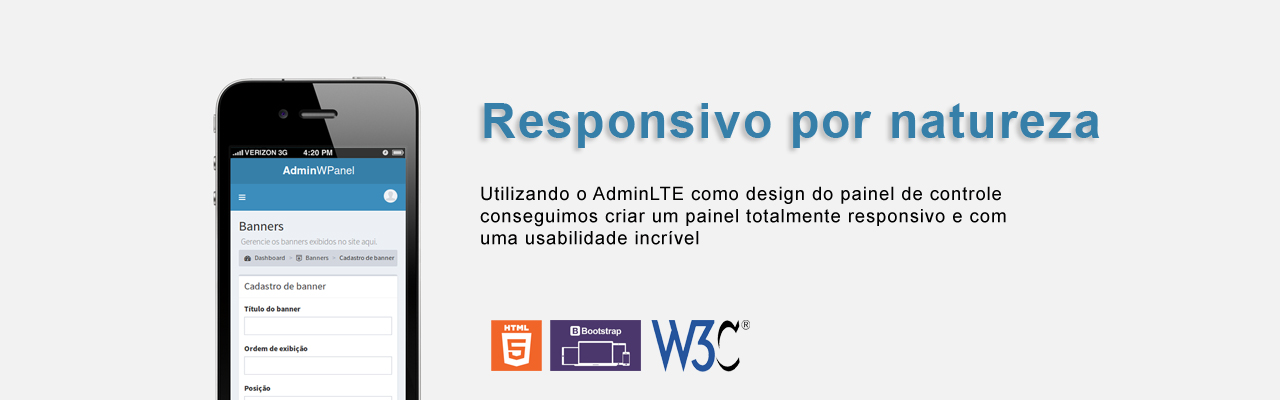 Responsivo por natureza
Utilizando o AdminLTE como design do painel de controle
conseguimos criar um painel totalmente responsivo e com
uma usabilidade incrível
VERIZON 3G 4:20 PM
AdminWPanel
Banners
Gerencie os banners exibidos no site aqui.
Dashboard > Banners > Cadastro de banner
Cadastro de banner
Título do banner
Ordem de exibição
Posição
HTML
5
B Bootstrap
W3C®